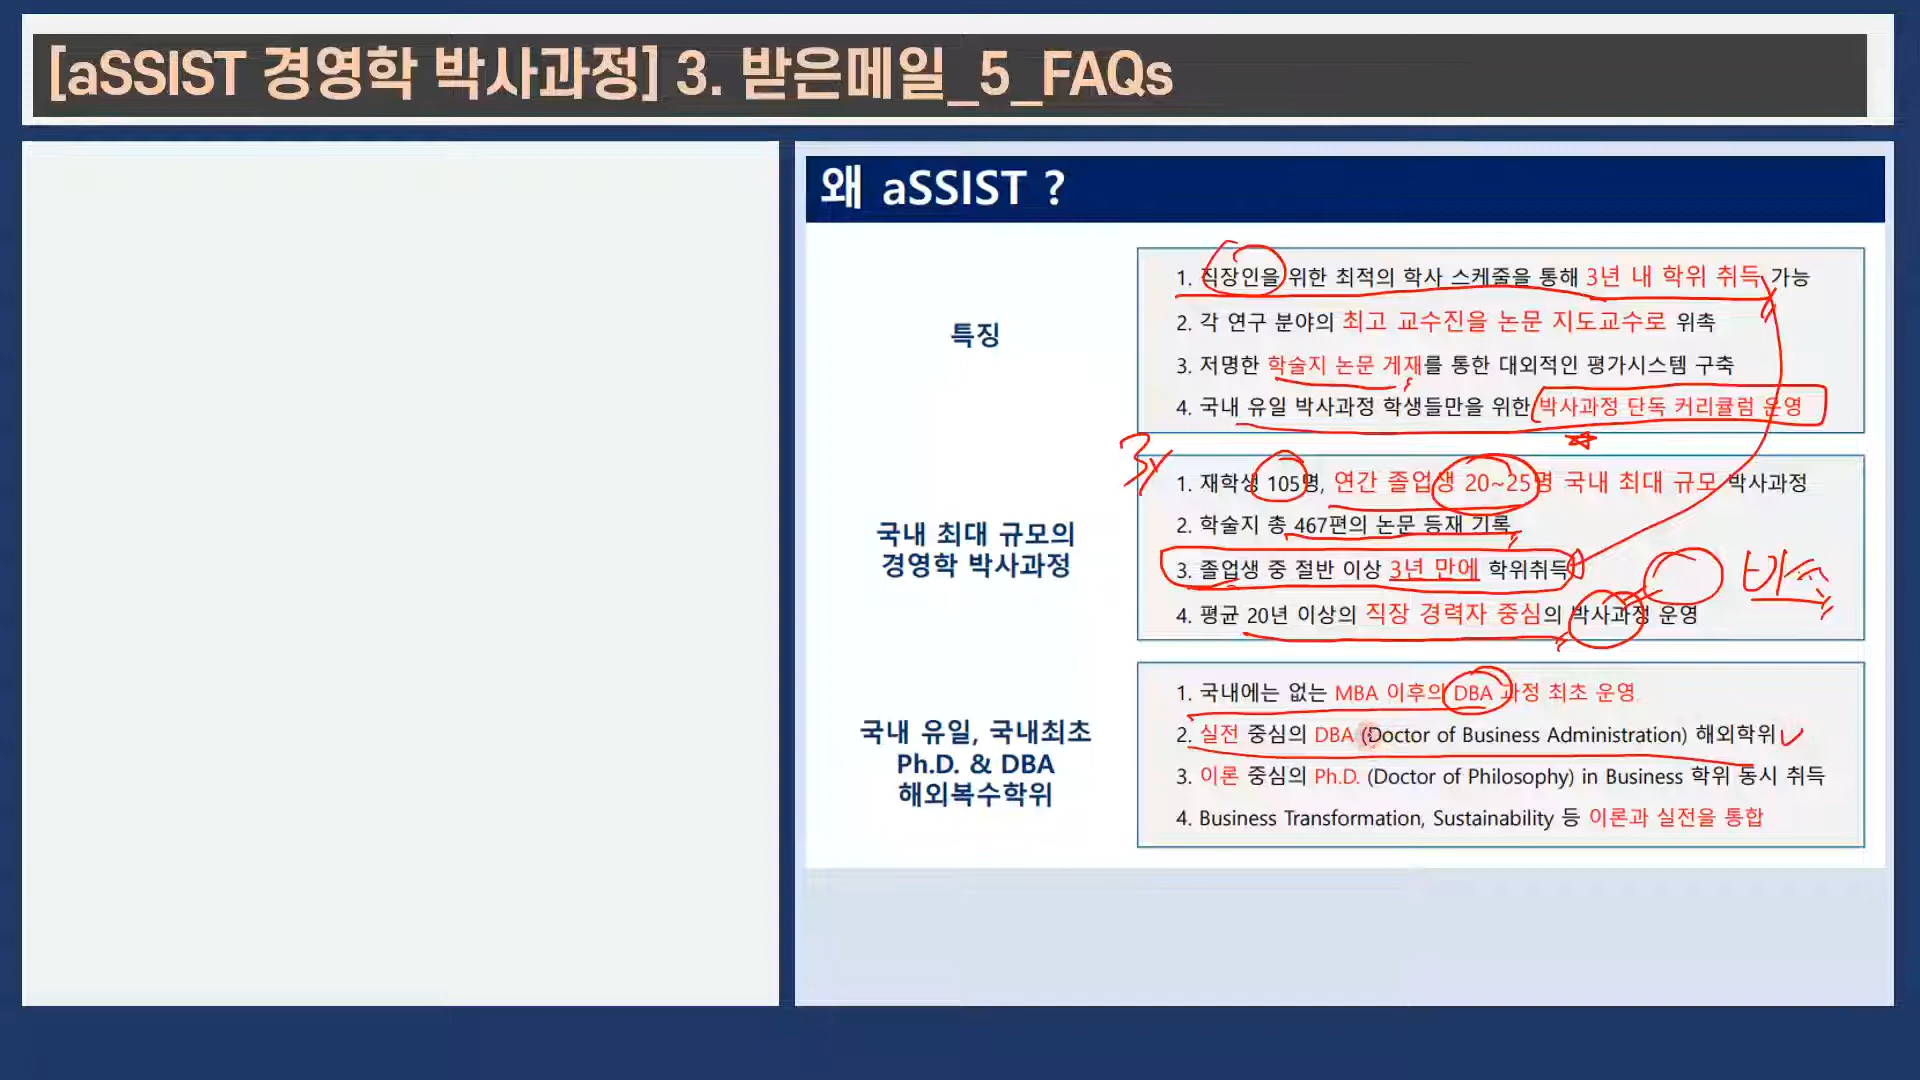 [aSSIST 경영학 박사과정] 3. 받은메일_5_FAQs
왜 aSSIST ?
특징
1. 직장인을 위한 최적의 학사 스케줄을 통해 3년 내 학위 취득 가능
2. 각 연구 분야의 최고 교수진을 논문 지도교수로 위촉
3. 저명한 학술지 논문 게재를 통한 대외적인 평가시스템 구축
4. 국내 유일 박사과정 학생들만을 위한 박사과정 단독 커리큘럼 운영
국내 최대 규모의
경영학 박사과정
1. 재학생 105명, 연간 졸업생 20~25명 국내 최대 규모 박사과정
2. 학술지 총 467편의 논문 등재 기록
3. 졸업생 중 절반 이상 3년 만에 학위취득
4. 평균 20년 이상의 직장 경력자 중심의 박사과정 운영
국내 유일, 국내최초
Ph.D. & DBA
해외복수학위
1. 국내에는 없는 MBA 이후의 DBA 과정 최초 운영
2. 실전 중심의 DBA (Doctor of Business Administration) 해외학위
3. 이론 중심의 Ph.D. (Doctor of Philosophy) in Business 학위 동시 취득
4. Business Transformation, Sustainability 등 이론과 실전을 통합